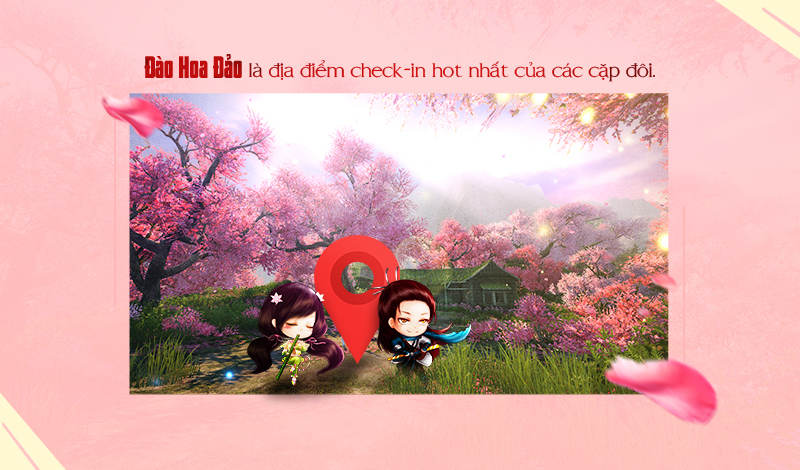 Đào Hoa Đảo là địa điểm check-in hot nhất của các cặp đôi.